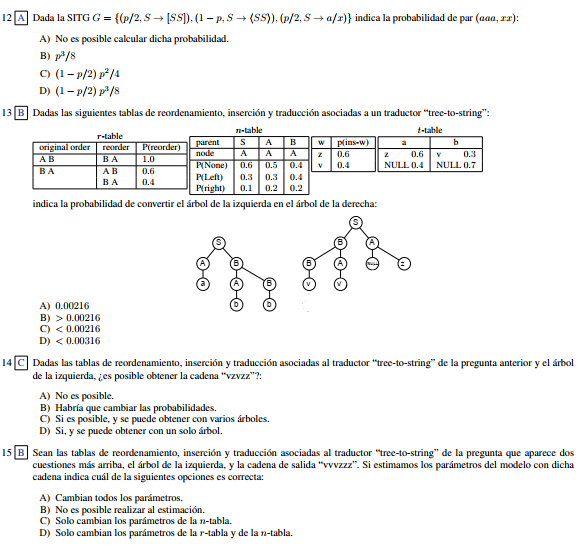 12 A Dada la SITG G = {(p/2, S → [SS]), (1 − p, S → ⟨SS⟩), (p/2, S → a/x)} indica la probabilidad de par (aaa, xx):
A) No es posible calcular dicha probabilidad.
B) p³/8
C) (1 − p/2) p²/4
D) (1 − p/2) p³/8
13 B Dadas las siguientes tablas de reordenamiento, inserción y traducción asociadas a un traductor “tree-to-string”:
r-table
original order reorder P(reorder)
A B B A 1.0
B A A B 0.6
B A 0.4
n-table
parent S A B
node A A A
P(None) 0.6 0.5 0.4
P(Left) 0.3 0.3 0.4
P(right) 0.1 0.2 0.2
w p(ins-w)
z 0.6
v 0.4
t-table
a b
z 0.6 v 0.3
NULL 0.4 NULL 0.7
indica la probabilidad de convertir el árbol de la izquierda en el árbol de la derecha:
S
A B
a A B
b b
S
B A
B A NULL z
v v
A) 0.00216
B) > 0.00216
C) < 0.00216
D) < 0.00316
14 C Dadas las tablas de reordenamiento, inserción y traducción asociadas al traductor “tree-to-string” de la pregunta anterior y el árbol
de la izquierda, ¿es posible obtener la cadena “vzvzz”?:
A) No es posible.
B) Habría que cambiar las probabilidades.
C) Si es posible, y se puede obtener con varios árboles.
D) Si, y se puede obtener con un solo árbol.
15 B Sean las tablas de reordenamiento, inserción y traducción asociadas al traductor “tree-to-string” de la pregunta que aparece dos
cuestiones más arriba, el árbol de la izquierda, y la cadena de salida “vvvzzz”. Si estimamos los parámetros del modelo con dicha
cadena indica cuál de la siguientes opciones es correcta:
A) Cambian todos los parámetros.
B) No es posible realizar al estimación.
C) Solo cambian los parámetros de la n-tabla.
D) Solo cambian los parámetros de la r-tabla y de la n-tabla.